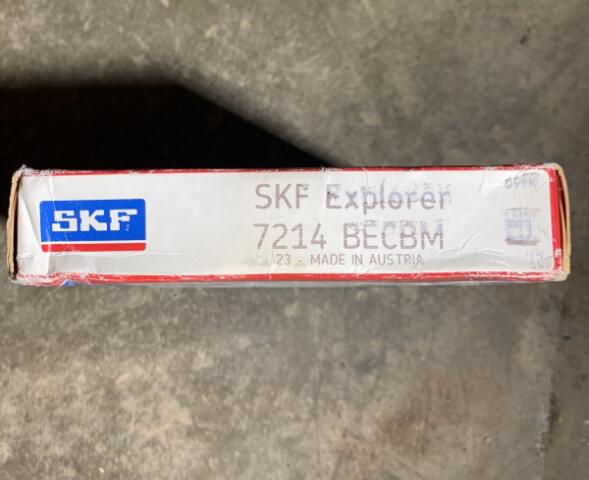 SKF
SKF Explorer
7214 BECBM
23 - MADE IN AUSTRIA